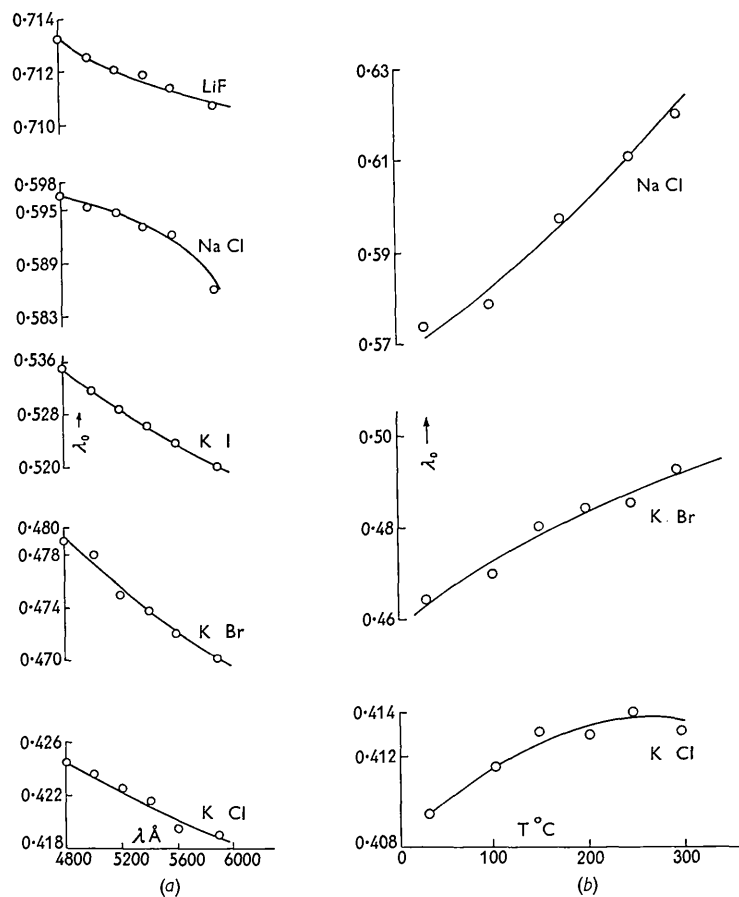 0·714
0·712
LiF
0·710
0·598
0·595
Na Cl
0·589
0·583
0·536
0·528
λ₀
K I
0·520
0·480
0·478
0·474
K Br
0·470
0·426
0·422
K Cl
λÅ
0·418
4800 5200 5600 6000
(a)
0·63
0·61
Na Cl
0·59
0·57
0·50
λ₀
0·48
K Br
0·46
0·414
0·412
K Cl
T°C
0·408
0 100 200 300
(b)